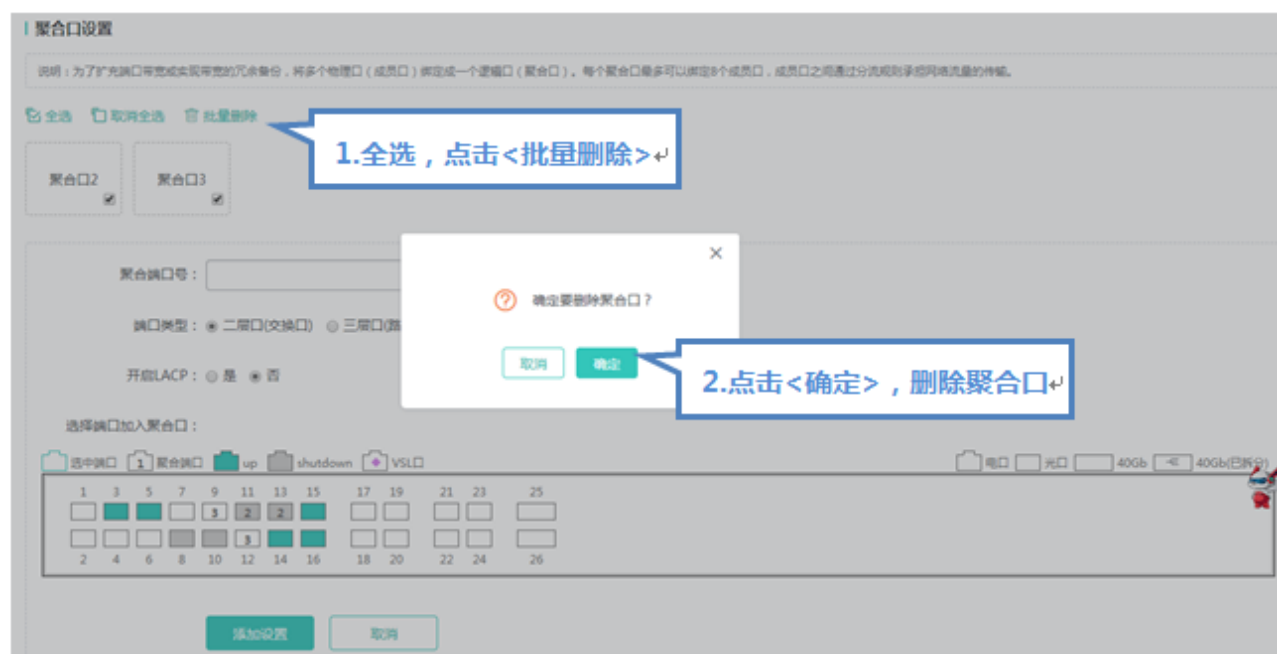 聚合口设置
说明：为了扩充端口带宽或实现带宽的冗余备份，将多个物理口（成员口）绑定成一个逻辑口（聚合口）。每个聚合口最多可以绑定8个成员口，成员口之间通过分流规则承担网络流量的传输。
全选 取消全选 批量删除
1.全选，点击<批量删除>↵
聚合口2 聚合口3
×
聚合端口号：
确定要删除聚合口？
端口类型： 二层口(交换口) 三层口(路
取消 确定
2.点击<确定>，删除聚合口↵
开启LACP： 是 否
选择端口加入聚合口：
选中端口 1 聚合端口 up shutdown VSL口 电口 光口 40Gb 40Gb(已拆分)
1 3 5 7 9 11 13 15 17 19 21 23 25
3 2 2
3
2 4 6 8 10 12 14 16 18 20 22 24 26
添加设置 取消